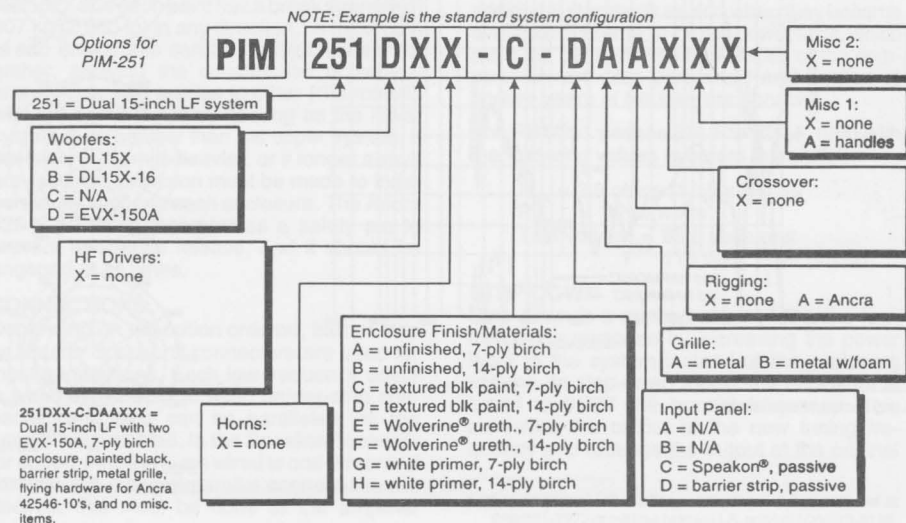 NOTE: Example is the standard system configuration
Options for
PIM-251
PIM
251DXX-C-DAAXXX
251 = Dual 15-inch LF system
Woofers:
A = DL15X
B = DL15X-16
C = N/A
D = EVX-150A
HF Drivers:
X = none
251DXX-C-DAAXXX =
Dual 15-inch LF with two
EVX-150A, 7-ply birch
enclosure, painted black,
barrier strip, metal grille,
flying hardware for Ancra
42546-10's, and no misc.
items.
Horns:
X = none
Enclosure Finish/Materials:
A = unfinished, 7-ply birch
B = unfinished, 14-ply birch
C = textured blk paint, 7-ply birch
D = textured blk paint, 14-ply birch
E = Wolverine® ureth., 7-ply birch
F = Wolverine® ureth., 14-ply birch
G = white primer, 7-ply birch
H = white primer, 14-ply birch
Misc 2:
X = none
Misc 1:
X = none
A = handles
Crossover:
X = none
Rigging:
X = none A = Ancra
Grille:
A = metal B = metal w/foam
Input Panel:
A = N/A
B = N/A
C = Speakon®, passive
D = barrier strip, passive